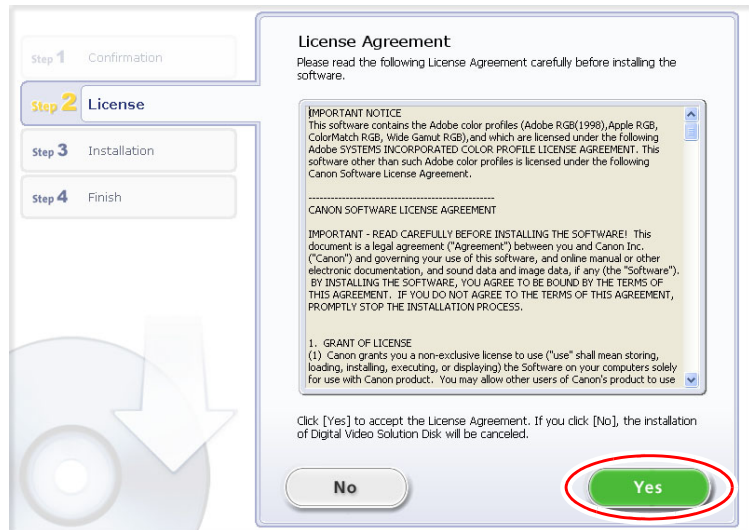 Step 1 Confirmation
Step 2 License
Step 3 Installation
Step 4 Finish
License Agreement
Please read the following License Agreement carefully before installing the
software.
IMPORTANT NOTICE
This software contains the Adobe color profiles (Adobe RGB(1998),Apple RGB,
ColorMatch RGB, Wide Gamut RGB),and which are licensed under the following
Adobe SYSTEMS INCORPORATED COLOR PROFILE LICENSE AGREEMENT. This
software other than such Adobe color profiles is licensed under the following
Canon Software License Agreement.
--------------------------------------------------
CANON SOFTWARE LICENSE AGREEMENT
IMPORTANT - READ CAREFULLY BEFORE INSTALLING THE SOFTWARE! This
document is a legal agreement ("Agreement") between you and Canon Inc.
("Canon") and governing your use of this software, and online manual or other
electronic documentation, and sound data and image data, if any (the "Software").
BY INSTALLING THE SOFTWARE, YOU AGREE TO BE BOUND BY THE TERMS OF
THIS AGREEMENT. IF YOU DO NOT AGREE TO THE TERMS OF THIS AGREEMENT,
PROMPTLY STOP THE INSTALLATION PROCESS.
1. GRANT OF LICENSE
(1) Canon grants you a non-exclusive license to use ("use" shall mean storing,
loading, installing, executing, or displaying) the Software on your computers solely
for use with Canon product. You may allow other users of Canon's product to use
Click [Yes] to accept the License Agreement. If you click [No], the installation
of Digital Video Solution Disk will be canceled.
No
Yes